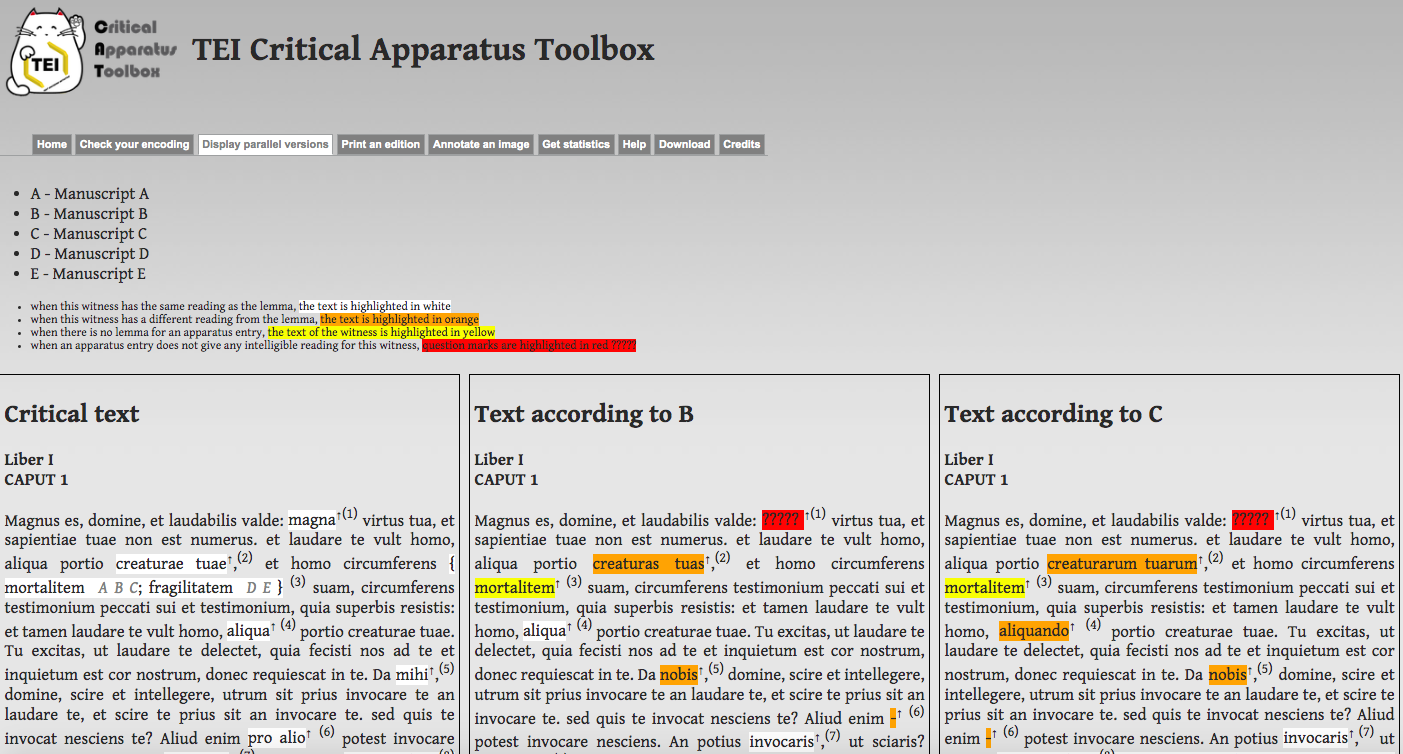 TEI
Critical
Apparatus
Toolbox
TEI Critical Apparatus Toolbox
Home
Check your encoding
Display parallel versions
Print an edition
Annotate an image
Get statistics
Help
Download
Credits
• A - Manuscript A
• B - Manuscript B
• C - Manuscript C
• D - Manuscript D
• E - Manuscript E
• when this witness has the same reading as the lemma, the text is highlighted in white
• when this witness has a different reading from the lemma, the text is highlighted in orange
• when there is no lemma for an apparatus entry, the text of the witness is highlighted in yellow
• when an apparatus entry does not give any intelligible reading for this witness, question marks are highlighted in red ?????
Critical text
Liber I
CAPUT 1
Magnus es, domine, et laudabilis valde: magna↑(1) virtus tua, et
sapientiae tuae non est numerus. et laudare te vult homo,
aliqua portio creaturae tuae↑,(2) et homo circumferens {
mortalitem A B C; fragilitatem D E } (3) suam, circumferens
testimonium peccati sui et testimonium, quia superbis resistis:
et tamen laudare te vult homo, aliqua↑ (4) portio creaturae tuae.
Tu excitas, ut laudare te delectet, quia fecisti nos ad te et
inquietum est cor nostrum, donec requiescat in te. Da mihi↑,(5)
domine, scire et intellegere, utrum sit prius invocare te an
laudare te, et scire te prius sit an invocare te. sed quis te
invocat nesciens te? Aliud enim pro alio↑ (6) potest invocare
Text according to B
Liber I
CAPUT 1
Magnus es, domine, et laudabilis valde: ????? ↑(1) virtus tua, et
sapientiae tuae non est numerus. et laudare te vult homo,
aliqua portio creaturas tuas↑,(2) et homo circumferens
mortalitem↑ (3) suam, circumferens testimonium peccati sui et
testimonium, quia superbis resistis: et tamen laudare te vult
homo, aliqua↑ (4) portio creaturae tuae. Tu excitas, ut laudare te
delectet, quia fecisti nos ad te et inquietum est cor nostrum,
donec requiescat in te. Da nobis↑,(5) domine, scire et intellegere,
utrum sit prius invocare te an laudare te, et scire te prius sit an
invocare te. sed quis te invocat nesciens te? Aliud enim -↑ (6)
potest invocare nesciens. An potius invocaris↑,(7) ut sciaris?
Text according to C
Liber I
CAPUT 1
Magnus es, domine, et laudabilis valde: ????? ↑(1) virtus tua, et
sapientiae tuae non est numerus. et laudare te vult homo,
aliqua portio creaturarum tuarum↑,(2) et homo circumferens
mortalitem↑ (3) suam, circumferens testimonium peccati sui et
testimonium, quia superbis resistis: et tamen laudare te vult
homo, aliquando↑ (4) portio creaturae tuae. Tu excitas, ut
laudare te delectet, quia fecisti nos ad te et inquietum est cor
nostrum, donec requiescat in te. Da nobis↑,(5) domine, scire et
intellegere, utrum sit prius invocare te an laudare te, et scire te
prius sit an invocare te. sed quis te invocat nesciens te? Aliud
enim -↑ (6) potest invocare nesciens. An potius invocaris↑,(7) ut